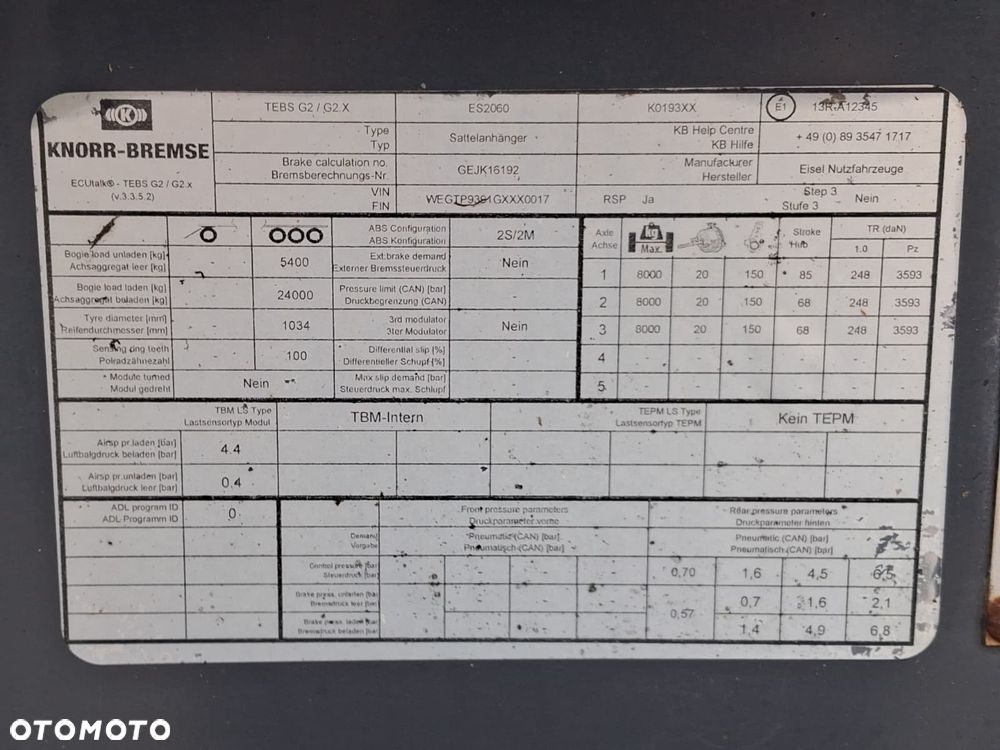 KNORR-BREMSE
ECUtalk® - TEBS G2 / G2.x
(v.3.3.5.2)
TEBS G2 / G2.X ES2060 K0193XX E1 13R-A12345
Type
Typ
Sattelanhänger
KB Help Centre
KB Hilfe
+ 49 (0) 89 3547 1717
Brake calculation no.
Bremsberechnungs-Nr.
GEJK16192
Manufacturer
Hersteller
Eisel Nutzfahrzeuge
VIN
FIN
RSP Ja
Step 3
Stufe 3
Nein
ABS Configuration
ABS Konfiguration
2S/2M
Bogie load unladen [kg]
Achsaggregat leer [kg]
- 5400
Ext.brake demand
Externer Bremssteuerdruck
Nein
Bogie load laden [kg]
Achsaggregat beladen [kg]
- 24000
Pressure limit (CAN) [bar]
Druckbegrenzung (CAN)
-
Tyre diameter [mm]
Reifendurchmesser [mm]
- 1034
3rd modulator
3ter Modulator
Nein
Sensing ring teeth
Polradzähnezahl
- 100
Differential slip [%]
Differentieller Schupf [%]
- -
Module turned
Modul gedreht
Nein
Max slip demand [bar]
Steuerdruck max. Schlupf
- -
Axle
Achse
kg
Max.
Stroke
Hub
TR (daN)
1.0 Pz
1 8000 20 150 85 248 3593
2 8000 20 150 68 248 3593
3 8000 20 150 68 248 3593
4 - - - - - -
5 - - - - - -
TBM LS Type
Lastsensortyp Modul
TBM-Intern
TEPM LS Type
Lastsensortyp TEPM
Kein TEPM
Airsp pr.laden [bar]
Luftbalgdruck beladen [bar]
4.4
Airsp pr.unladen [bar]
Luftbalgdruck leer [bar]
0.4
ADL program ID
ADL Programm ID
0
Front pressure parameters
Druckparameter vorne
Rear pressure parameters
Druckparameter hinten
Demand
Vorgabe
Pneumatic (CAN) [bar]
Pneumatisch (CAN) [bar]
Pneumatic (CAN) [bar]
Pneumatisch (CAN) [bar]
Control pressure [bar]
Steuerdruck [bar]
- - - 0,70 1,6 4,5 6,5
Brake press. unladen [bar]
Bremsdruck leer [bar]
- - 0,57 0,7 1,6 2,1
Brake press. laden [bar]
Bremsdruck beladen [bar]
- - 1,4 4,9 6,8
OTOMOTO